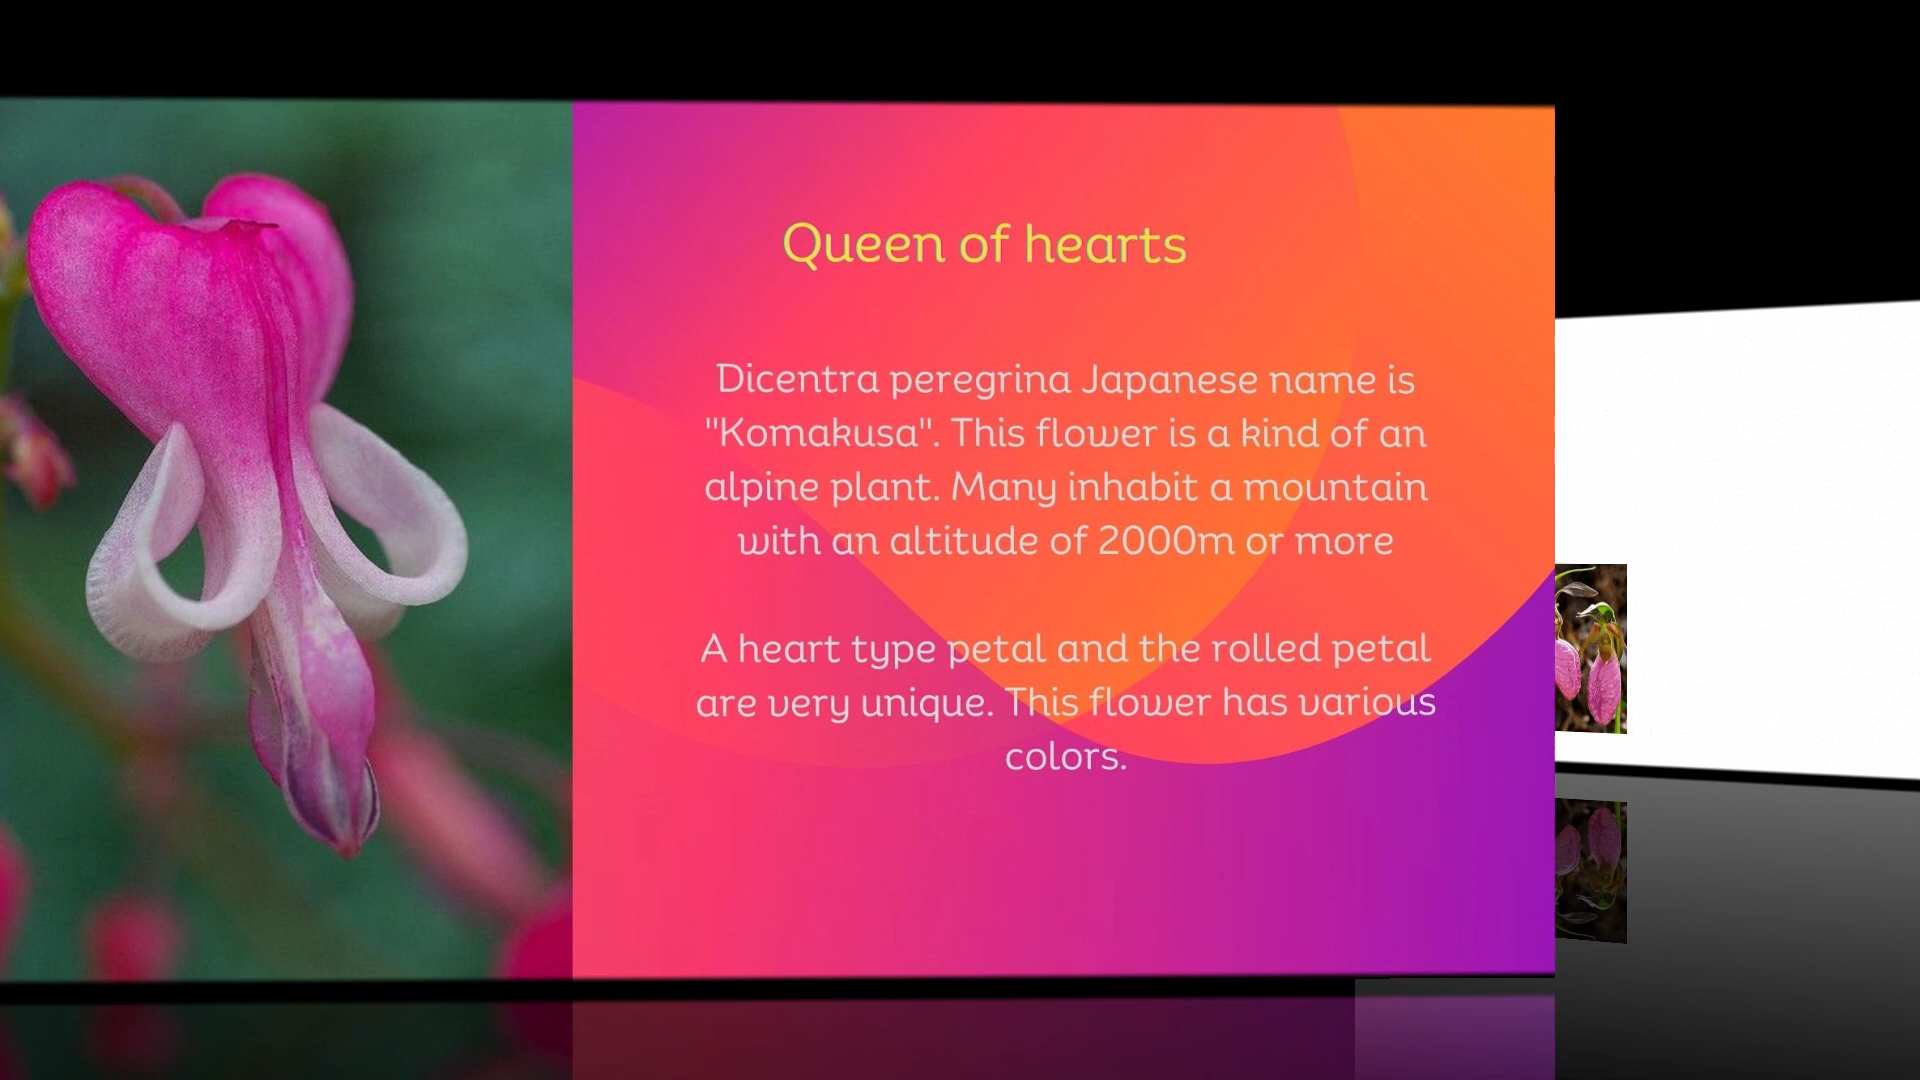 Queen of hearts
Dicentra peregrina Japanese name is
"Komakusa". This flower is a kind of an
alpine plant. Many inhabit a mountain
with an altitude of 2000m or more
A heart type petal and the rolled petal
are very unique. This flower has various
colors.